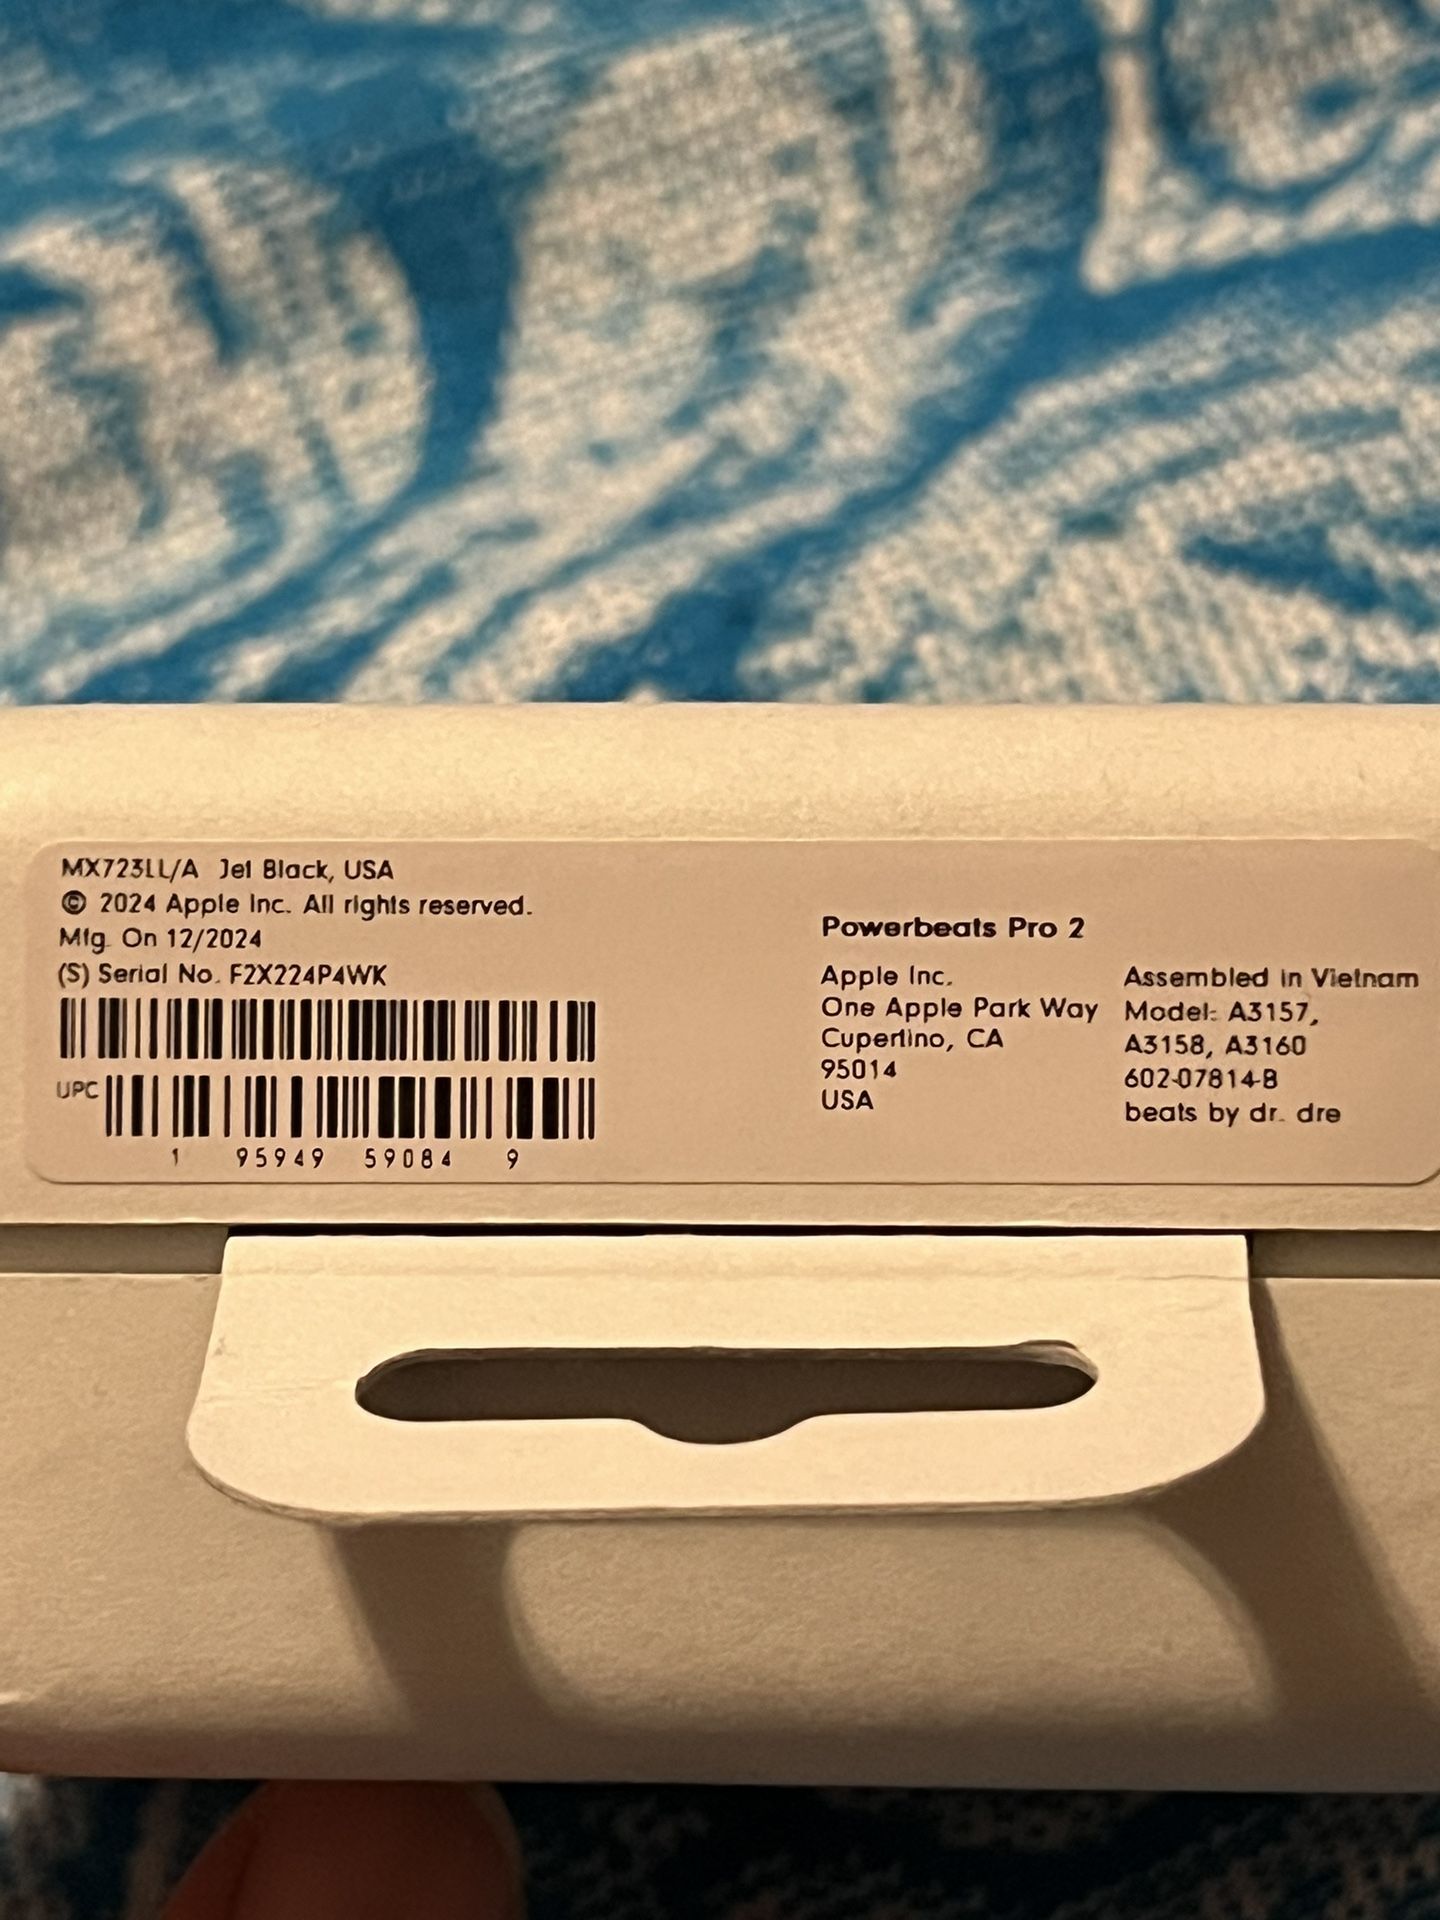 MX723LL/A Jet Black, USA
© 2024 Apple Inc. All rights reserved.
Mfg. On 12/2024
(S) Serial No. F2X224P4WK
UPC
1 95949 59084 9
Powerbeats Pro 2
Apple Inc.
One Apple Park Way
Cupertino, CA
95014
USA
Assembled in Vietnam
Model: A3157,
A3158, A3160
602-07814-B
beats by dr. dre